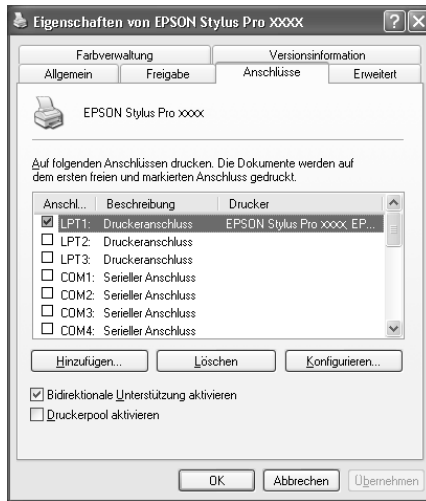 Eigenschaften von EPSON Stylus Pro XXXX
Farbverwaltung Versionsinformation
Allgemein Freigabe Anschlüsse Erweitert
EPSON Stylus Pro xxxx
Auf folgenden Anschlüssen drucken. Die Dokumente werden auf
dem ersten freien und markierten Anschluss gedruckt.
Anschl... Beschreibung Drucker
LPT1: Druckeranschluss EPSON Stylus Pro xxxx, EP...
LPT2: Druckeranschluss
LPT3: Druckeranschluss
COM1: Serieller Anschluss
COM2: Serieller Anschluss
COM3: Serieller Anschluss
COM4: Serieller Anschluss
Hinzufügen... Löschen Konfigurieren...
Bidirektionale Unterstützung aktivieren
Druckerpool aktivieren
OK Abbrechen Übernehmen